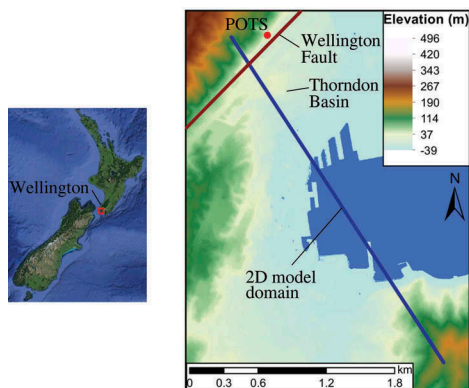 Wellington
POTS
Wellington
Fault
Thorndon
Basin
2D model
domain
Elevation (m)
496
420
343
267
190
114
37
-39
N
km
0 0.3 0.6 1.2 1.8